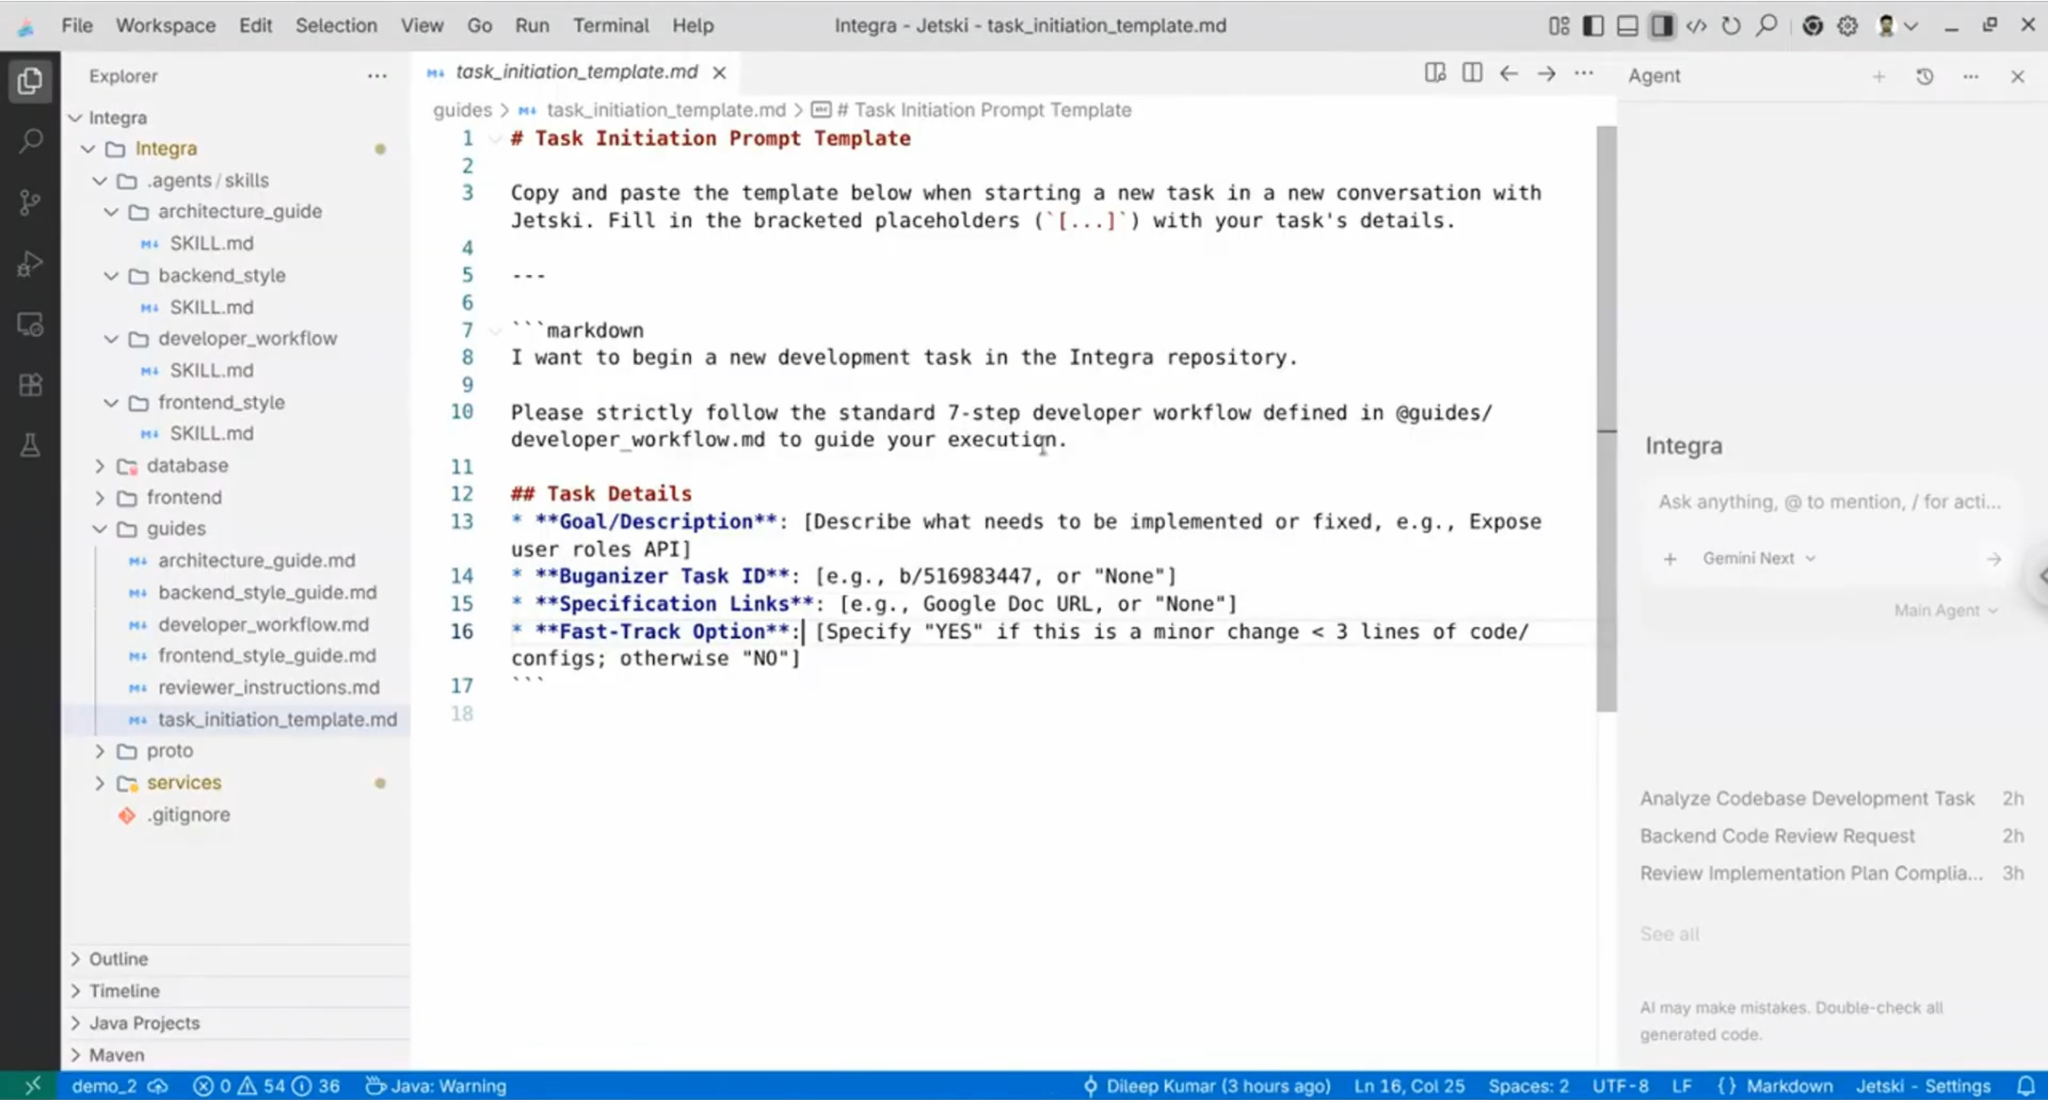 File Edit Selection View Go Run Terminal Help
Integra - Jetski - task_initiation_template.md
Explorer
Integra
Integra
.agents / skills
architecture_guide
SKILL.md
backend_style
SKILL.md
developer_workflow
SKILL.md
frontend_style
SKILL.md
database
frontend
guides
architecture_guide.md
backend_style_guide.md
developer_workflow.md
frontend_style_guide.md
reviewer_instructions.md
task_initiation_template.md
proto
services
.gitignore
Outline
Timeline
Java Projects
Maven
task_initiation_template.md
guides > task_initiation_template.md > # Task Initiation Prompt Template
1 # Task Initiation Prompt Template
2
3 Copy and paste the template below when starting a new task in a new conversation with
Jetski. Fill in the bracketed placeholders (`[...]`) with your task's details.
4
5 ---
6
7 ```markdown
8 I want to begin a new development task in the Integra repository.
9
10 Please strictly follow the standard 7-step developer workflow defined in @guides/
developer_workflow.md to guide your execution.
11
12 ## Task Details
13 * **Goal/Description**: [Describe what needs to be implemented or fixed, e.g., Expose
user roles API]
14 * **Buganizer Task ID**: [e.g., b/516983447, or "None"]
15 * **Specification Links**: [e.g., Google Doc URL, or "None"]
16 * **Fast-Track Option**: [Specify "YES" if this is a minor change < 3 lines of code/
configs; otherwise "NO"]
17 ```
18
Agent
Integra
Ask anything, @ to mention, / for acti...
Gemini Next
Main Agent
Analyze Codebase Development Task 2h
Backend Code Review Request 2h
Review Implementation Plan Complia... 3h
See all
AI may make mistakes. Double-check all
generated code.
demo_2 0 54 36 Java: Warning
Dileep Kumar (3 hours ago) Ln 16, Col 25 Spaces: 2 UTF-8 LF {} Markdown Jetski - Settings